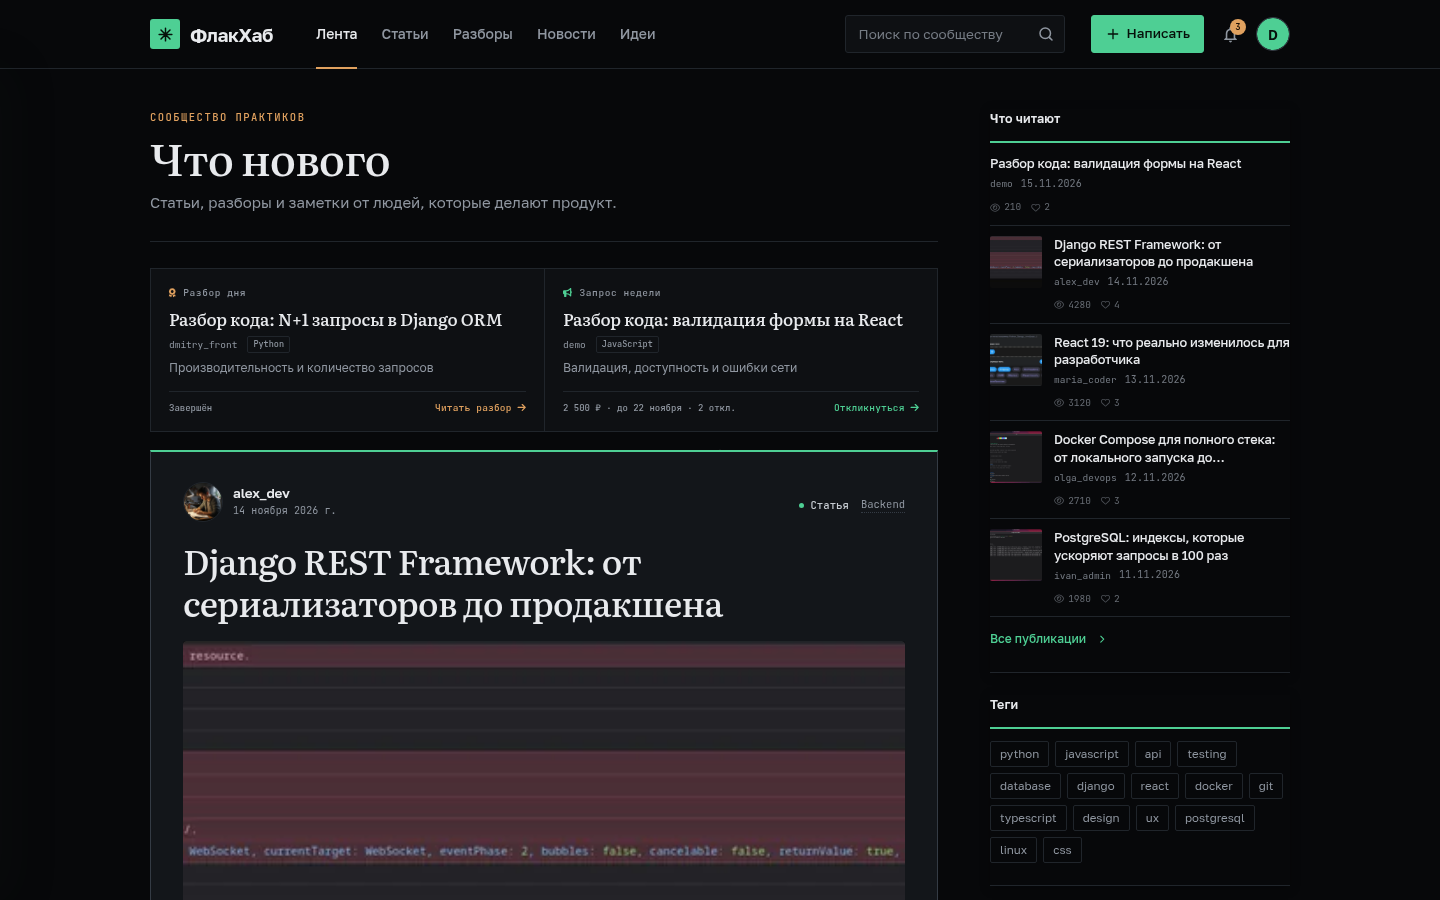 ФлакХаб
Лента
Статьи
Разборы
Новости
Идеи
Поиск по сообществу
Написать
3
D
СООБЩЕСТВО ПРАКТИКОВ
Что нового
Статьи, разборы и заметки от людей, которые делают продукт.
Разбор дня
Разбор кода: N+1 запросы в Django ORM
dmitry_front Python
Производительность и количество запросов
Завершён
Читать разбор →
Запрос недели
Разбор кода: валидация формы на React
demo JavaScript
Валидация, доступность и ошибки сети
2 500 ₽ · до 22 ноября · 2 откл.
Откликнуться →
alex_dev
14 ноября 2026 г.
Статья Backend
Django REST Framework: от
сериализаторов до продакшена
resource.
/.
WebSocket, currentTarget: WebSocket, eventPhase: 2, bubbles: false, cancelable: false, returnValue: true,
Что читают
Разбор кода: валидация формы на React
demo 15.11.2026
210 2
Django REST Framework: от
сериализаторов до продакшена
alex_dev 14.11.2026
4280 4
React 19: что реально изменилось для
разработчика
maria_coder 13.11.2026
3120 3
Docker Compose для полного стека:
от локального запуска до…
olga_devops 12.11.2026
2710 3
PostgreSQL: индексы, которые
ускоряют запросы в 100 раз
ivan_admin 11.11.2026
1980 2
Все публикации
Теги
python javascript api testing
database django react docker git
typescript design ux postgresql
linux css